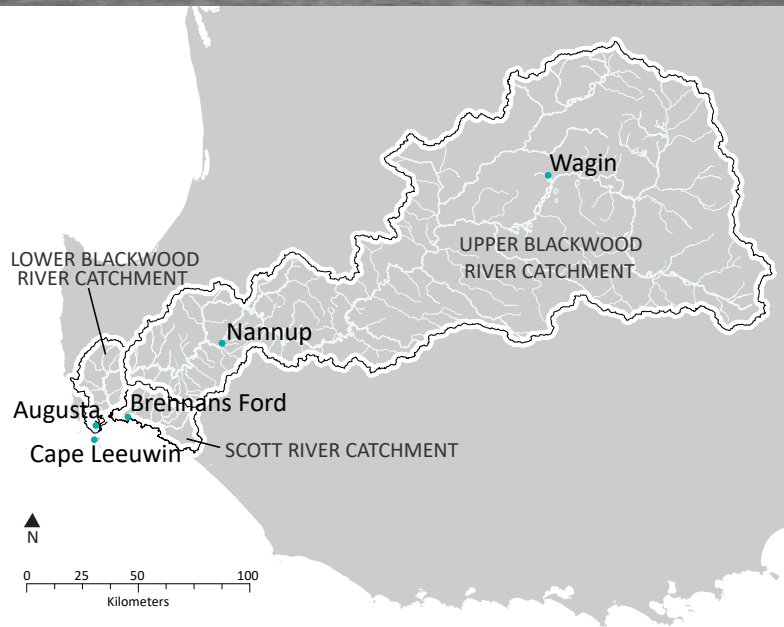 Wagin
UPPER BLACKWOOD
RIVER CATCHMENT
LOWER BLACKWOOD
RIVER CATCHMENT
Nannup
Augusta
Brennans Ford
Cape Leeuwin
SCOTT RIVER CATCHMENT
N
0 25 50 100
Kilometers